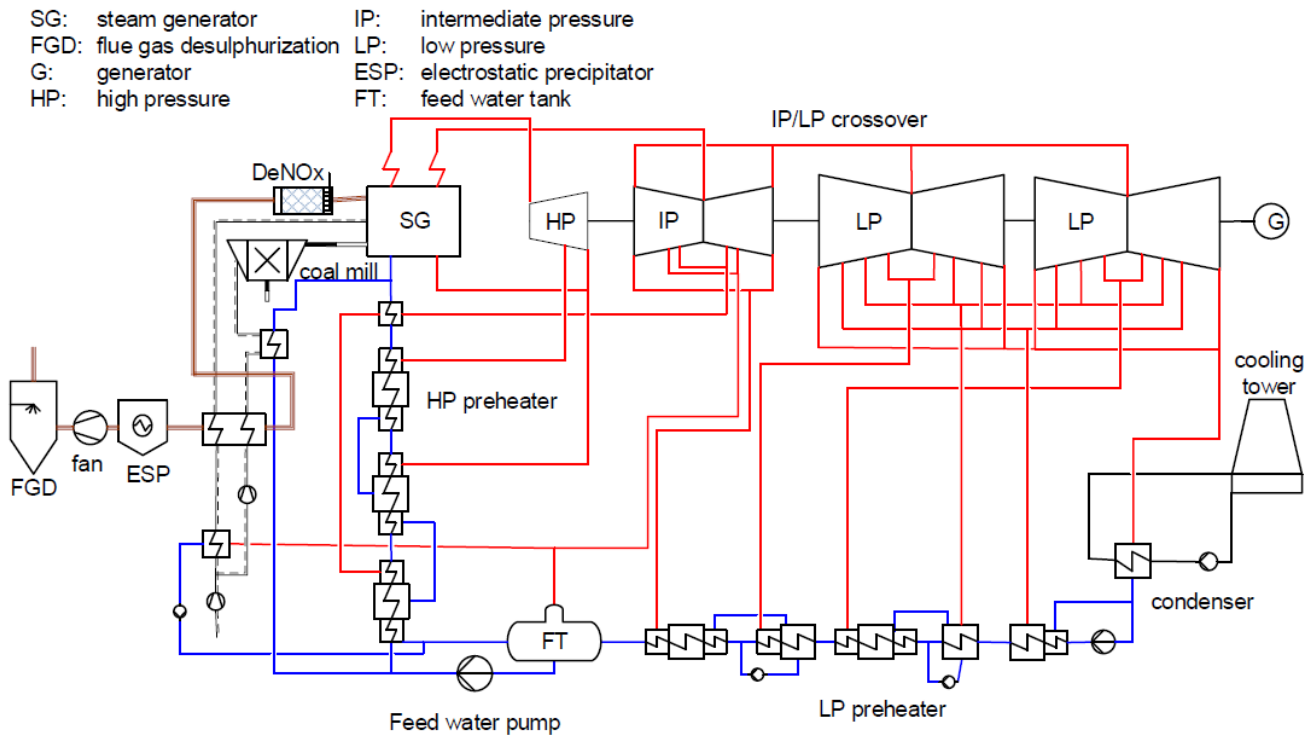 SG: steam generator IP: intermediate pressure
FGD: flue gas desulphurization LP: low pressure
G: generator ESP: electrostatic precipitator
HP: high pressure FT: feed water tank
IP/LP crossover
DeNOx
SG
HP
IP
LP
LP
G
coal mill
HP preheater
cooling
tower
fan
ESP
FGD
condenser
FT
LP preheater
Feed water pump